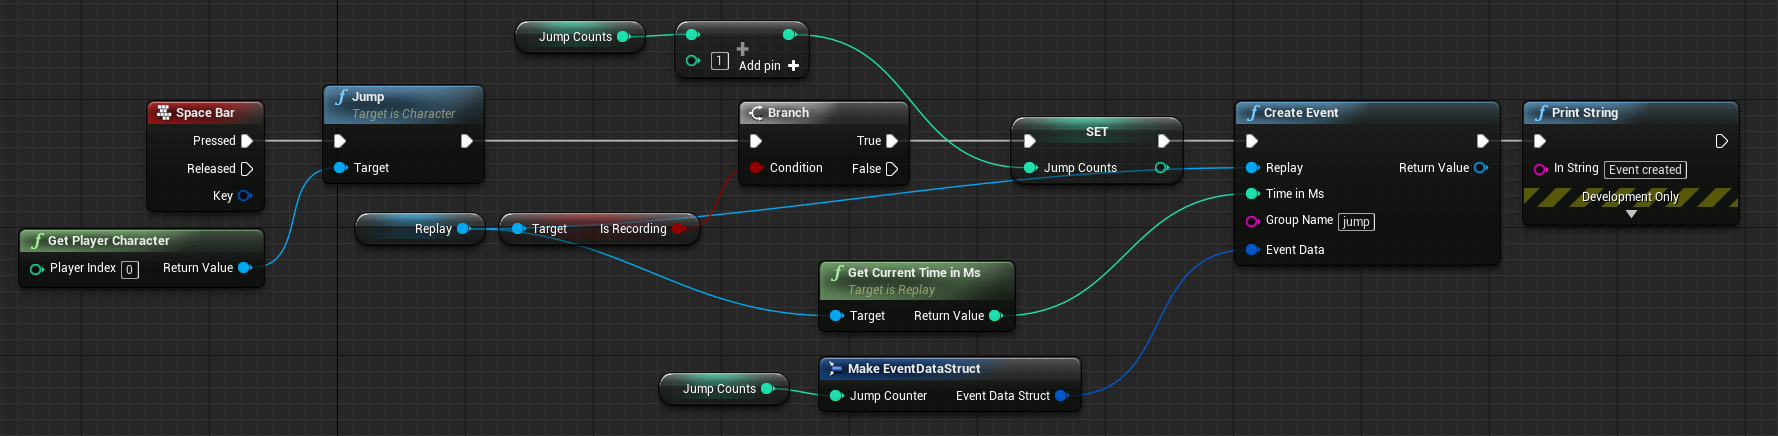 Jump Counts
1
Add pin
Space Bar
Pressed
Released
Key
Jump
Target is Character
Target
Branch
True
Condition
False
SET
Jump Counts
Create Event
Replay
Return Value
Time in Ms
Group Name jump
Event Data
Print String
In String Event created
Development Only
Get Player Character
Player Index 0
Return Value
Replay
Target
Is Recording
Get Current Time in Ms
Target is Replay
Target
Return Value
Jump Counts
Make EventDataStruct
Jump Counter
Event Data Struct